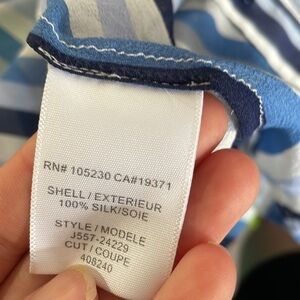 RN# 105230 CA#19371
SHELL / EXTERIEUR
100% SILK/SOIE
STYLE / MODELE
J557-24229
CUT / COUPE
408240